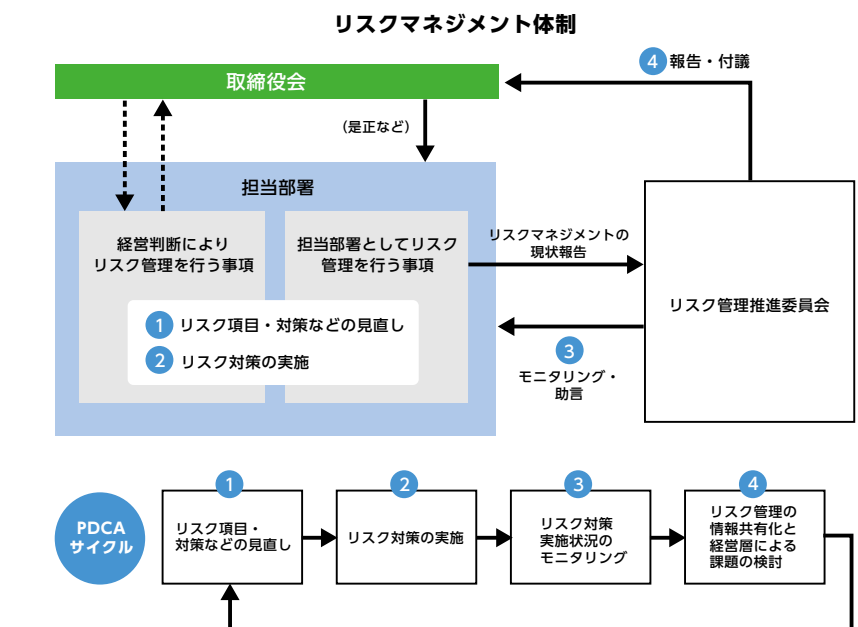 リスクマネジメント体制
4 報告・付議
取締役会
（是正など）
担当部署
経営判断により
リスク管理を行う事項
担当部署としてリスク
管理を行う事項
リスクマネジメントの
現状報告
リスク管理推進委員会
1 リスク項目・対策などの見直し
2 リスク対策の実施
3
モニタリング・
助言
PDCA
サイクル
1
リスク項目・
対策などの見直し
2
リスク対策の実施
3
リスク対策
実施状況の
モニタリング
4
リスク管理の
情報共有化と
経営層による
課題の検討